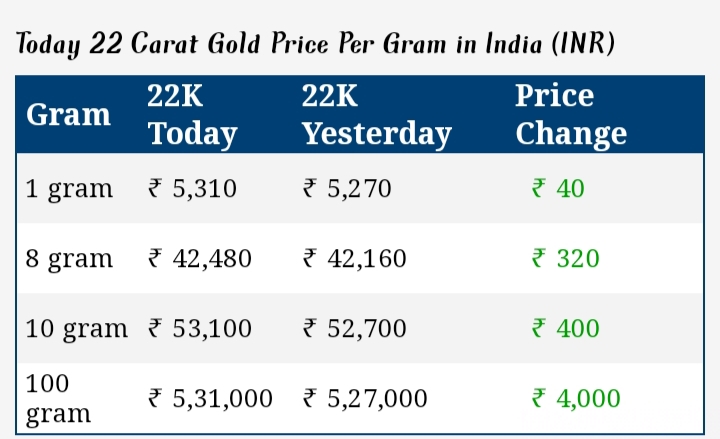 Today 22 Carat Gold Price Per Gram in India (INR)
Gram 22K Today 22K Yesterday Price Change
1 gram ₹ 5,310 ₹ 5,270 ₹ 40
8 gram ₹ 42,480 ₹ 42,160 ₹ 320
10 gram ₹ 53,100 ₹ 52,700 ₹ 400
100 gram ₹ 5,31,000 ₹ 5,27,000 ₹ 4,000